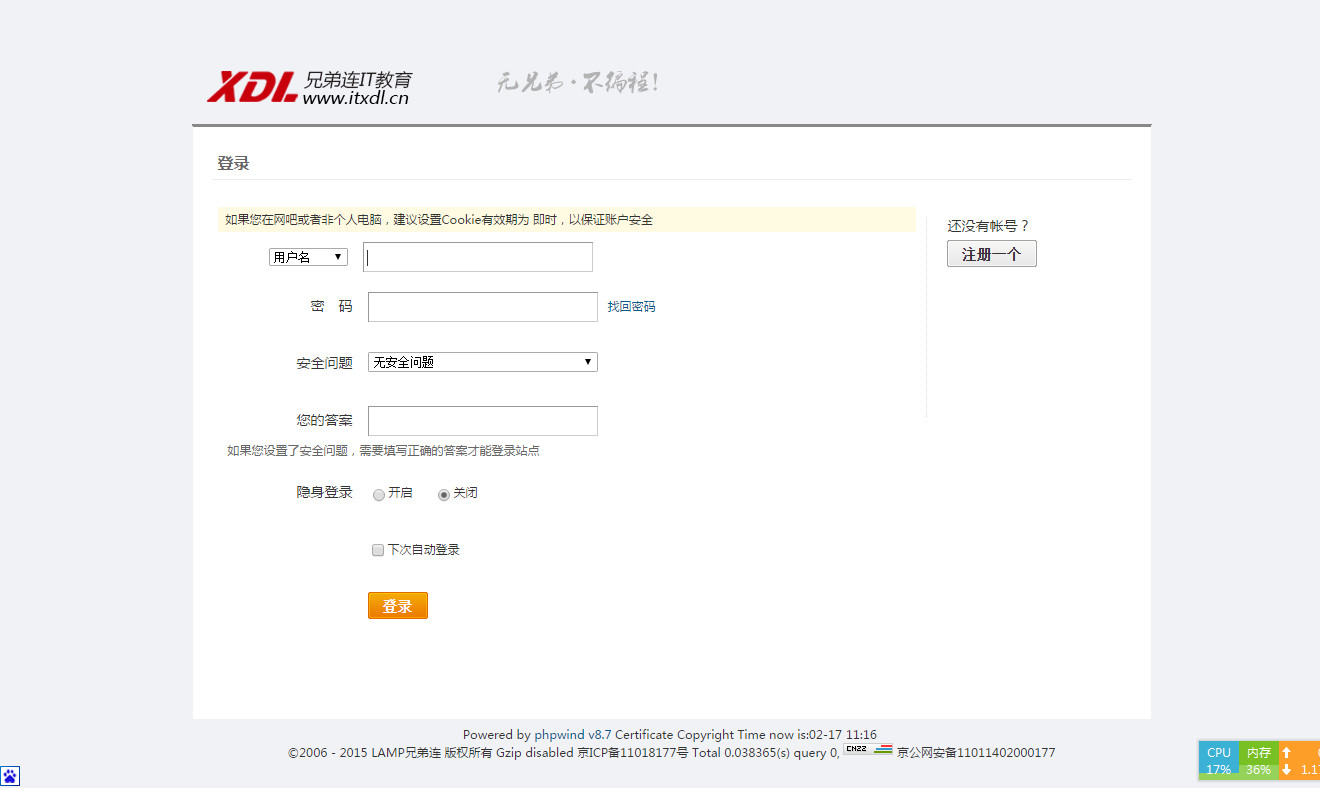 XDL 兄弟连IT教育
www.itxdl.cn
无兄弟·不编程!
登录
如果您在网吧或者非个人电脑，建议设置Cookie有效期为 即时，以保证账户安全
还没有帐号？
注册一个
用户名
密 码
找回密码
安全问题
无安全问题
您的答案
如果您设置了安全问题，需要填写正确的答案才能登录站点
隐身登录 开启 关闭
下次自动登录
登录
Powered by phpwind v8.7 Certificate Copyright Time now is:02-17 11:16
©2006 - 2015 LAMP兄弟连 版权所有 Gzip disabled 京ICP备11018177号 Total 0.038365(s) query 0, CNZZ 京公网安备11011402000177
CPU 内存
17% 36%